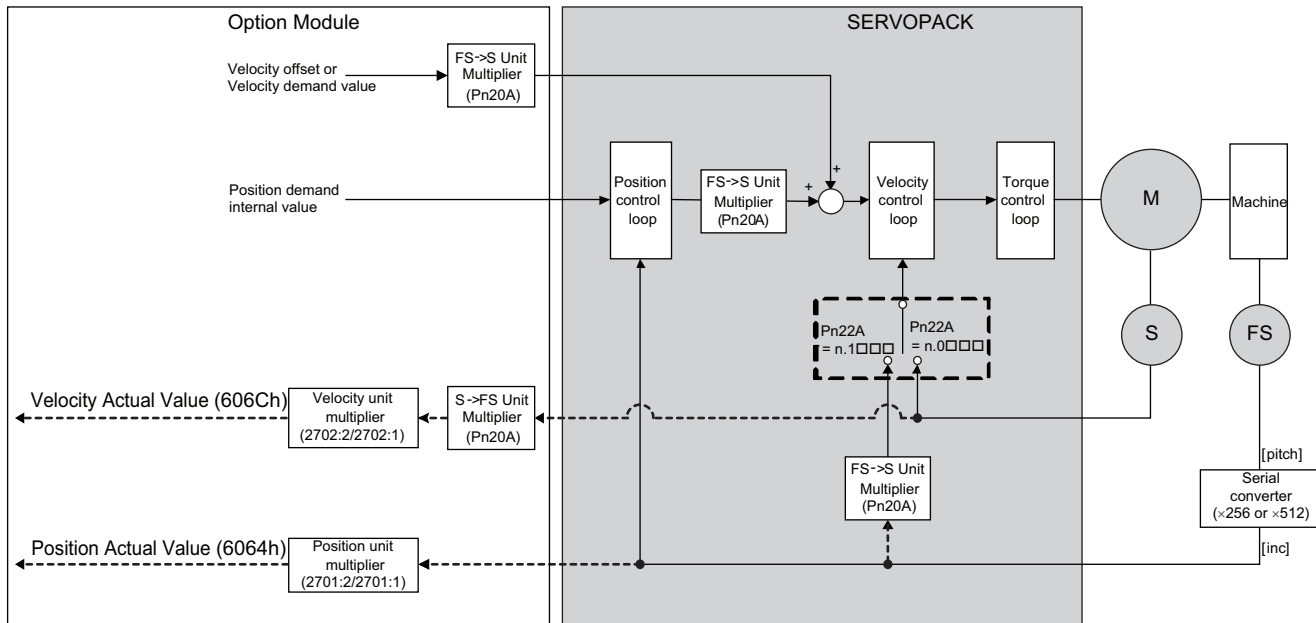 Option Module
SERVOPACK
Velocity offset or
Velocity demand value
FS->S Unit
Multiplier
(Pn20A)
Position demand
internal value
Position
control
loop
FS->S Unit
Multiplier
(Pn20A)
+
+
Velocity
control
loop
Torque
control
loop
M
Machine
Pn22A
= n.1□□□
Pn22A
= n.0□□□
S
FS
Velocity Actual Value (606Ch)
Velocity unit
multiplier
(2702:2/2702:1)
S->FS Unit
Multiplier
(Pn20A)
FS->S Unit
Multiplier
(Pn20A)
[pitch]
Serial
converter
(×256 or ×512)
[inc]
Position Actual Value (6064h)
Position unit
multiplier
(2701:2/2701:1)